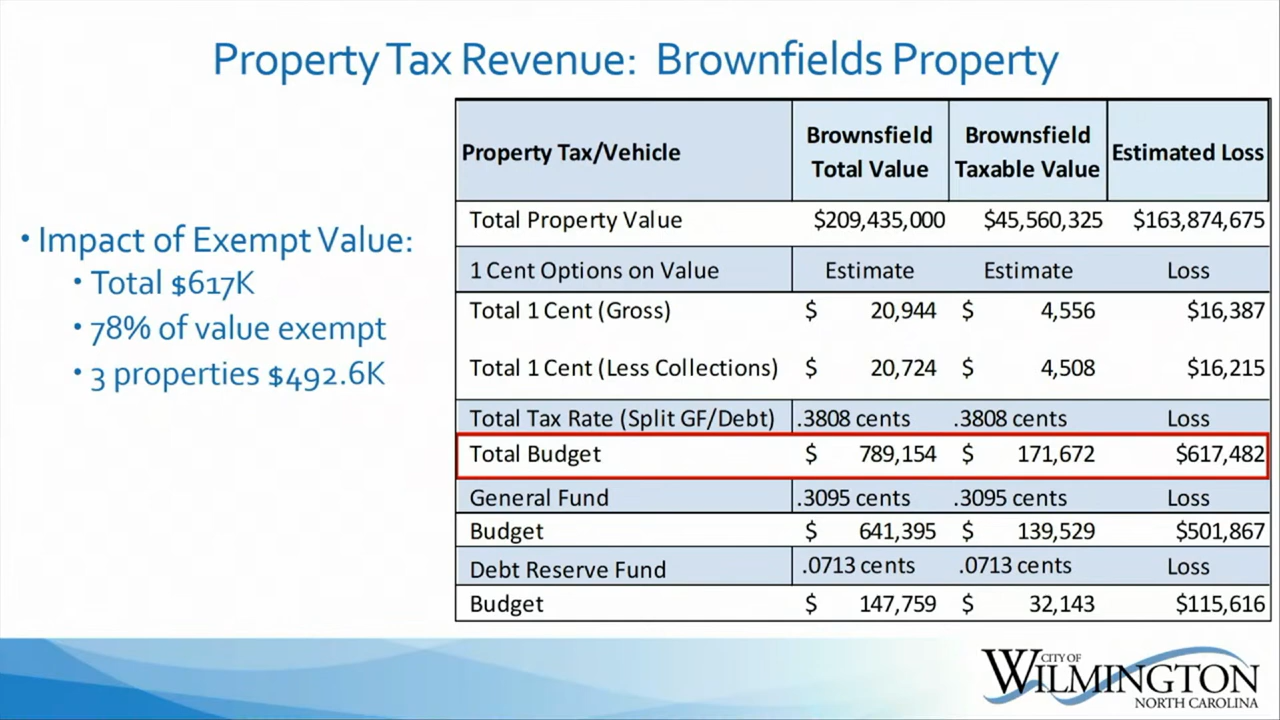 Property Tax Revenue: Brownfields Property
• Impact of Exempt Value:
• Total $617K
• 78% of value exempt
• 3 properties $492.6K
Property Tax/Vehicle Brownsfield Total Value Brownsfield Taxable Value Estimated Loss
Total Property Value $209,435,000 $45,560,325 $163,874,675
1 Cent Options on Value Estimate Estimate Loss
Total 1 Cent (Gross) $ 20,944 $ 4,556 $16,387
Total 1 Cent (Less Collections) $ 20,724 $ 4,508 $16,215
Total Tax Rate (Split GF/Debt) .3808 cents .3808 cents Loss
Total Budget $ 789,154 $ 171,672 $617,482
General Fund .3095 cents .3095 cents Loss
Budget $ 641,395 $ 139,529 $501,867
Debt Reserve Fund .0713 cents .0713 cents Loss
Budget $ 147,759 $ 32,143 $115,616
CITY OF
WILMINGTON
NORTH CAROLINA